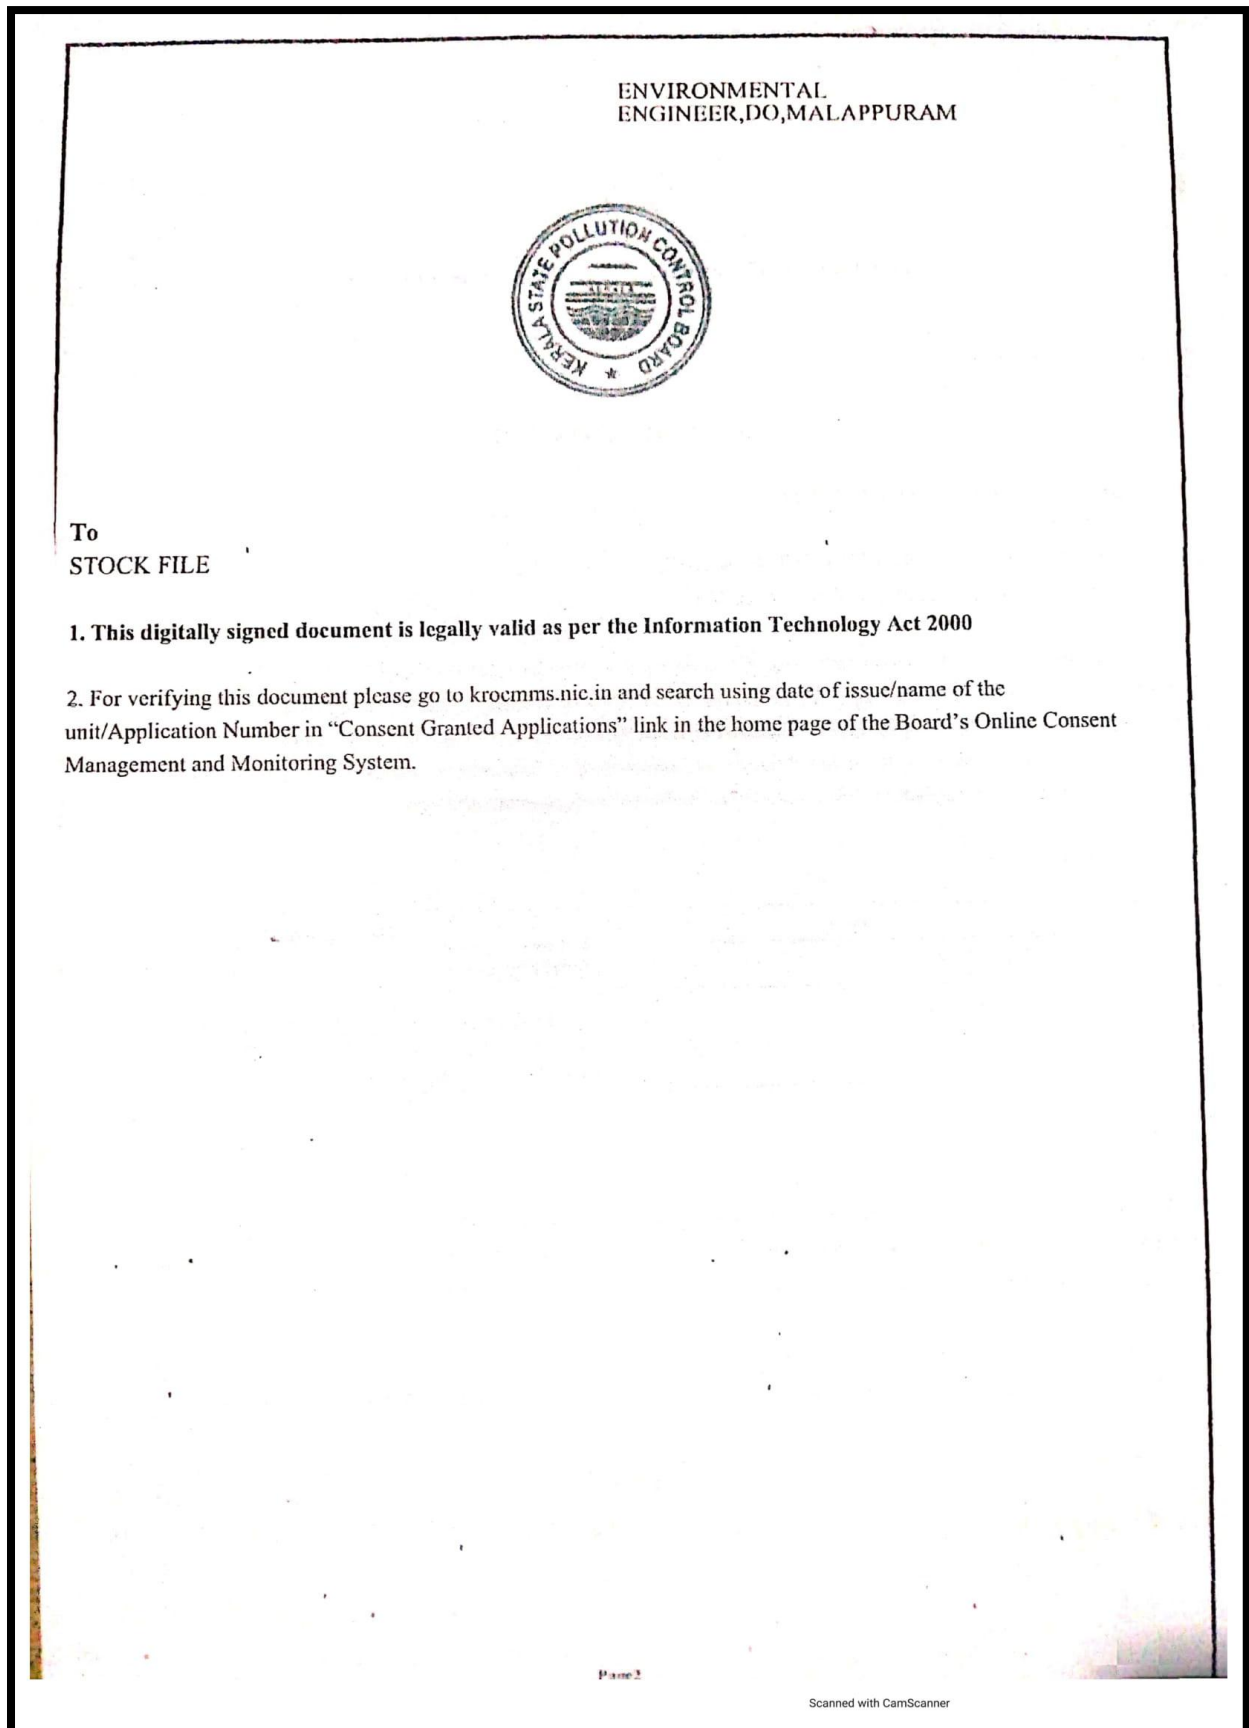 ENVIRONMENTAL
ENGINEER,DO,MALAPPURAM
KERALA STATE POLLUTION CONTROL BOARD
To
STOCK FILE
1. This digitally signed document is legally valid as per the Information Technology Act 2000
2. For verifying this document please go to krocmms.nic.in and search using date of issue/name of the
unit/Application Number in “Consent Granted Applications” link in the home page of the Board’s Online Consent
Management and Monitoring System.
Scanned with CamScanner